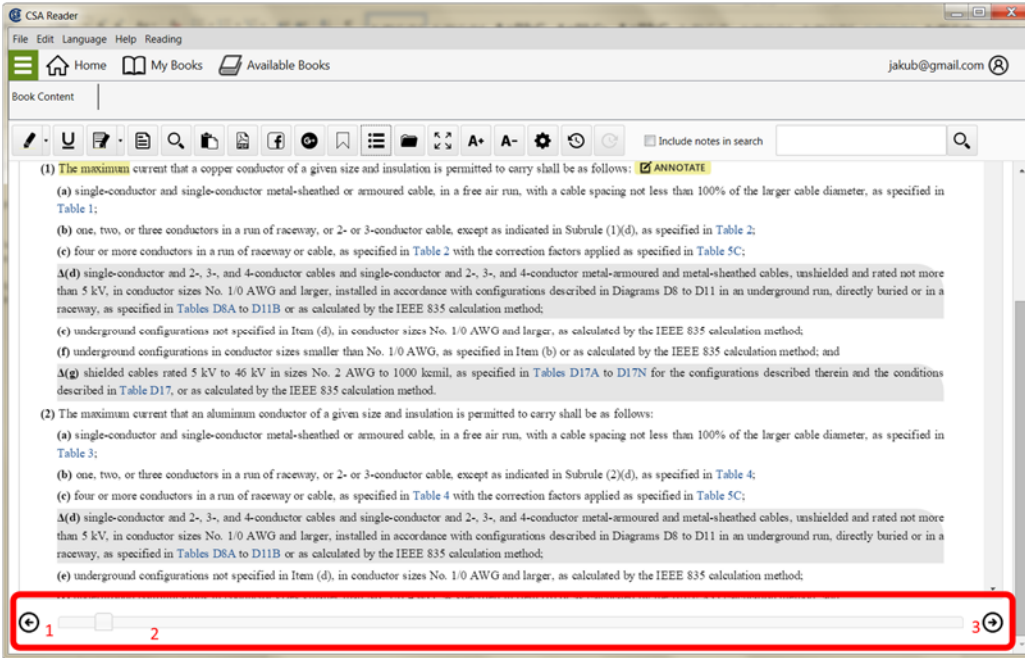 CSA Reader
File Edit Language Help Reading
Home My Books Available Books jakub@gmail.com
Book Content
A+ A- Include notes in search
(1) The maximum current that a copper conductor of a given size and insulation is permitted to carry shall be as follows: ANNOTATE
(a) single-conductor and single-conductor metal-sheathed or armoured cable, in a free air run, with a cable spacing not less than 100% of the larger cable diameter, as specified in
Table 1;
(b) one, two, or three conductors in a run of raceway, or 2- or 3-conductor cable, except as indicated in Subrule (1)(d), as specified in Table 2;
(c) four or more conductors in a run of raceway or cable, as specified in Table 2 with the correction factors applied as specified in Table 5C;
Δ(d) single-conductor and 2-, 3-, and 4-conductor cables and single-conductor and 2-, 3-, and 4-conductor metal-armoured and metal-sheathed cables, unshielded and rated not more
than 5 kV, in conductor sizes No. 1/0 AWG and larger, installed in accordance with configurations described in Diagrams D8 to D11 in an underground run, directly buried or in a
raceway, as specified in Tables D8A to D11B or as calculated by the IEEE 835 calculation method;
(e) underground configurations not specified in Item (d), in conductor sizes No. 1/0 AWG and larger, as calculated by the IEEE 835 calculation method;
(f) underground configurations in conductor sizes smaller than No. 1/0 AWG, as specified in Item (b) or as calculated by the IEEE 835 calculation method; and
Δ(g) shielded cables rated 5 kV to 46 kV in sizes No. 2 AWG to 1000 kcmil, as specified in Tables D17A to D17N for the configurations described therein and the conditions
described in Table D17, or as calculated by the IEEE 835 calculation method.
(2) The maximum current that an aluminum conductor of a given size and insulation is permitted to carry shall be as follows:
(a) single-conductor and single-conductor metal-sheathed or armoured cable, in a free air run, with a cable spacing not less than 100% of the larger cable diameter, as specified in
Table 3;
(b) one, two, or three conductors in a run of raceway, or 2- or 3-conductor cable, except as indicated in Subrule (2)(d), as specified in Table 4;
(c) four or more conductors in a run of raceway or cable, as specified in Table 4 with the correction factors applied as specified in Table 5C;
Δ(d) single-conductor and 2-, 3-, and 4-conductor cables and single-conductor and 2-, 3-, and 4-conductor metal-armoured and metal-sheathed cables, unshielded and rated not more
than 5 kV, in conductor sizes No. 1/0 AWG and larger, installed in accordance with configurations described in Diagrams D8 to D11 in an underground run, directly buried or in a
raceway, as specified in Tables D8A to D11B or as calculated by the IEEE 835 calculation method;
(e) underground configurations not specified in Item (d), in conductor sizes No. 1/0 AWG and larger, as calculated by the IEEE 835 calculation method;
1 2 3